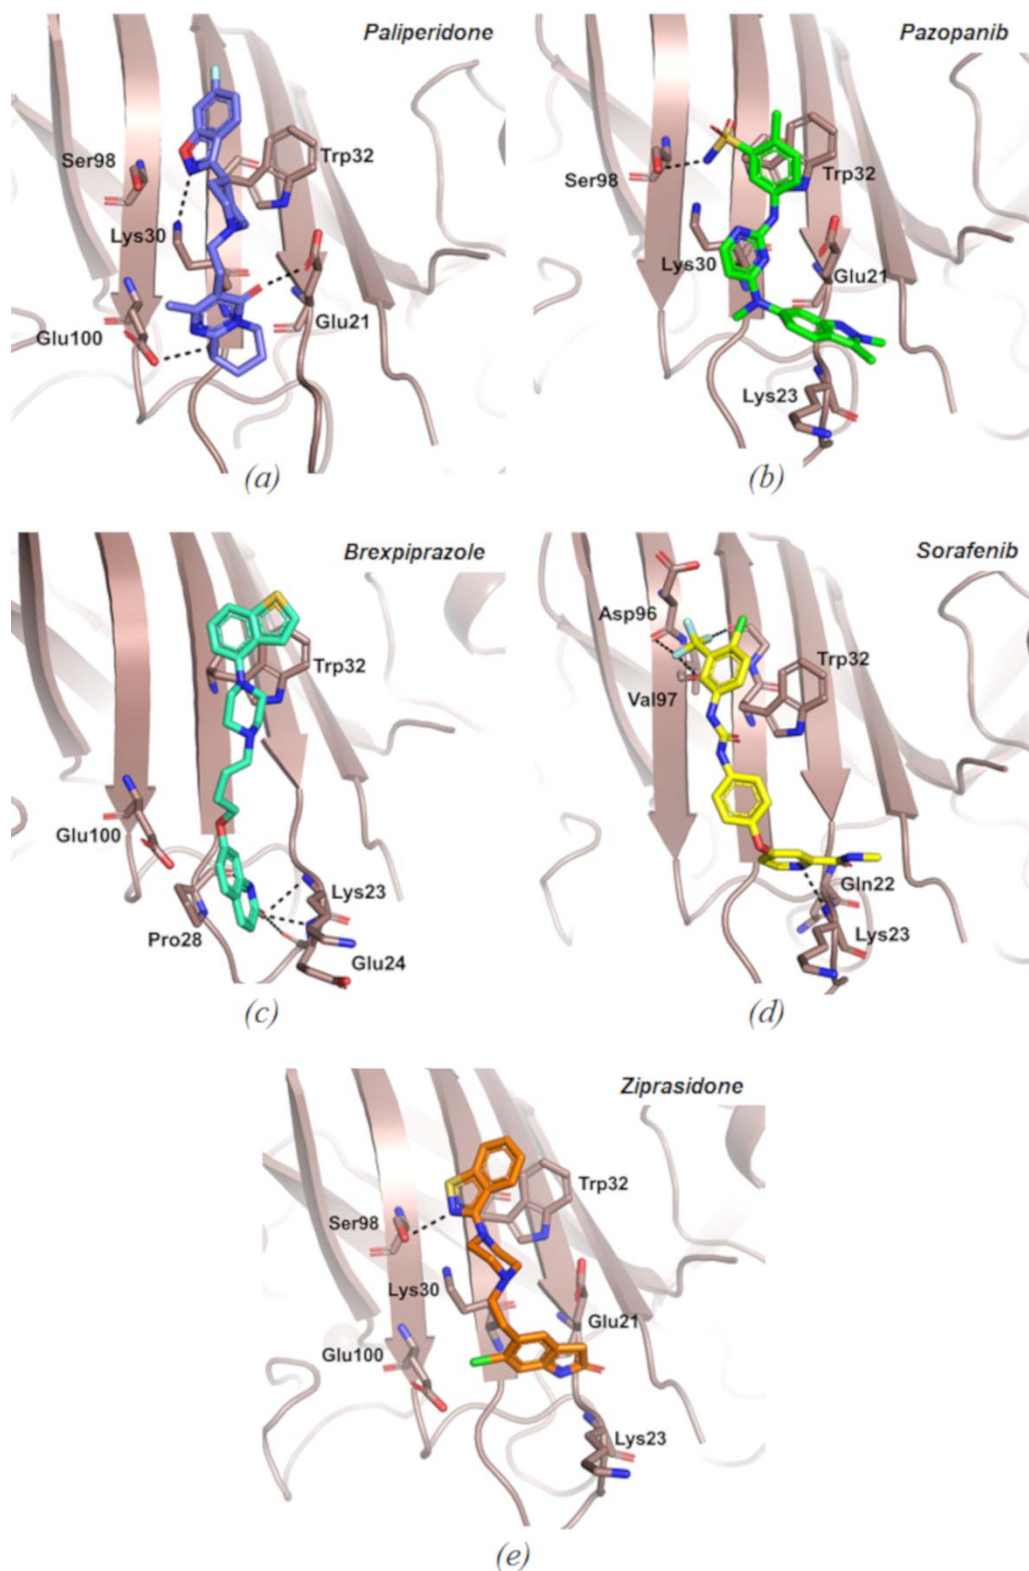 Paliperidone
Ser98
Trp32
Lys30
Glu100
Glu21
(a)
Pazopanib
Ser98
Trp32
Lys30
Glu21
Lys23
(b)
Brexpiprazole
Trp32
Glu100
Lys23
Pro28
Glu24
(c)
Sorafenib
Asp96
Trp32
Val97
Gln22
Lys23
(d)
Ziprasidone
Trp32
Ser98
Lys30
Glu21
Glu100
Lys23
(e)